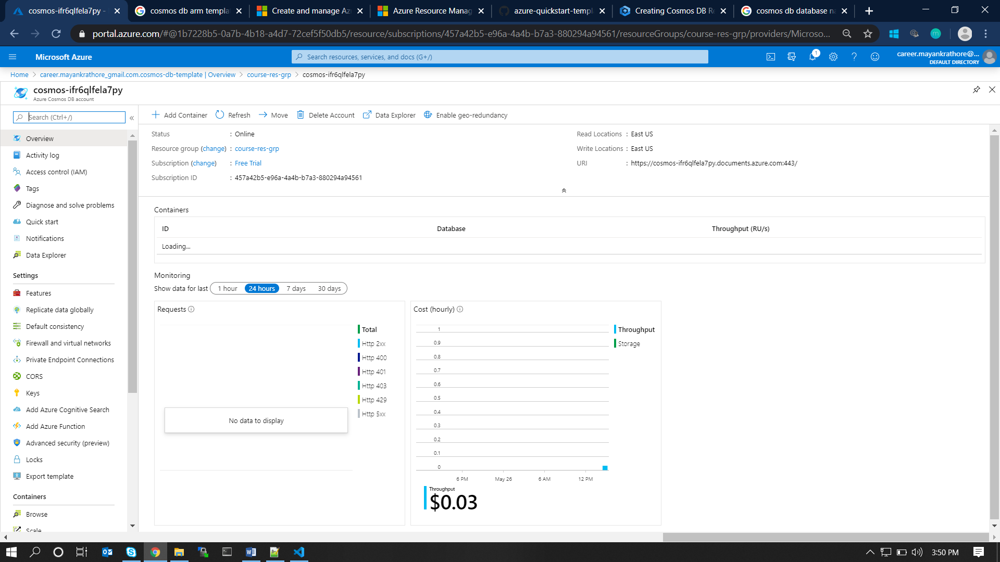 cosmos-ifr6qlfela7py -
cosmos db arm templa
Create and manage Az
Azure Resource Manag
azure-quickstart-templ
Creating Cosmos DB R
cosmos db database na
portal.azure.com/#@1b7228b5-0a7b-4b18-a4d7-72cef5f50db5/resource/subscriptions/457a42b5-e96a-4a4b-b7a3-880294a94561/resourceGroups/course-res-grp/providers/Microso...
m
Microsoft Azure
Search resources, services, and docs (G+/)
1
career.mayankrathore@...
DEFAULT DIRECTORY
Home > career.mayankrathore_gmail.com.cosmos-db-template | Overview > course-res-grp > cosmos-ifr6qlfela7py
cosmos-ifr6qlfela7py
Azure Cosmos DB account
Search (Ctrl+/)
Overview
Activity log
Access control (IAM)
Tags
Diagnose and solve problems
Quick start
Notifications
Data Explorer
Settings
Features
Replicate data globally
Default consistency
Firewall and virtual networks
Private Endpoint Connections
CORS
Keys
Add Azure Cognitive Search
Add Azure Function
Advanced security (preview)
Locks
Export template
Containers
Browse
Scale
Add Container
Refresh
Move
Delete Account
Data Explorer
Enable geo-redundancy
Status : Online
Resource group (change) : course-res-grp
Subscription (change) : Free Trial
Subscription ID : 457a42b5-e96a-4a4b-b7a3-880294a94561
Read Locations : East US
Write Locations : East US
URI : https://cosmos-ifr6qlfela7py.documents.azure.com:443/
Containers
ID Database Throughput (RU/s)
Loading...
Monitoring
Show data for last 1 hour 24 hours 7 days 30 days
Requests
Total
Http 2xx
Http 400
Http 401
Http 403
Http 429
Http 5xx
No data to display
Cost (hourly)
1
0.9
0.8
0.7
0.6
0.5
0.4
0.3
0.2
0.1
0
6 PM May 26 6 AM 12 PM
Throughput
Storage
Throughput
$0.03
3:50 PM